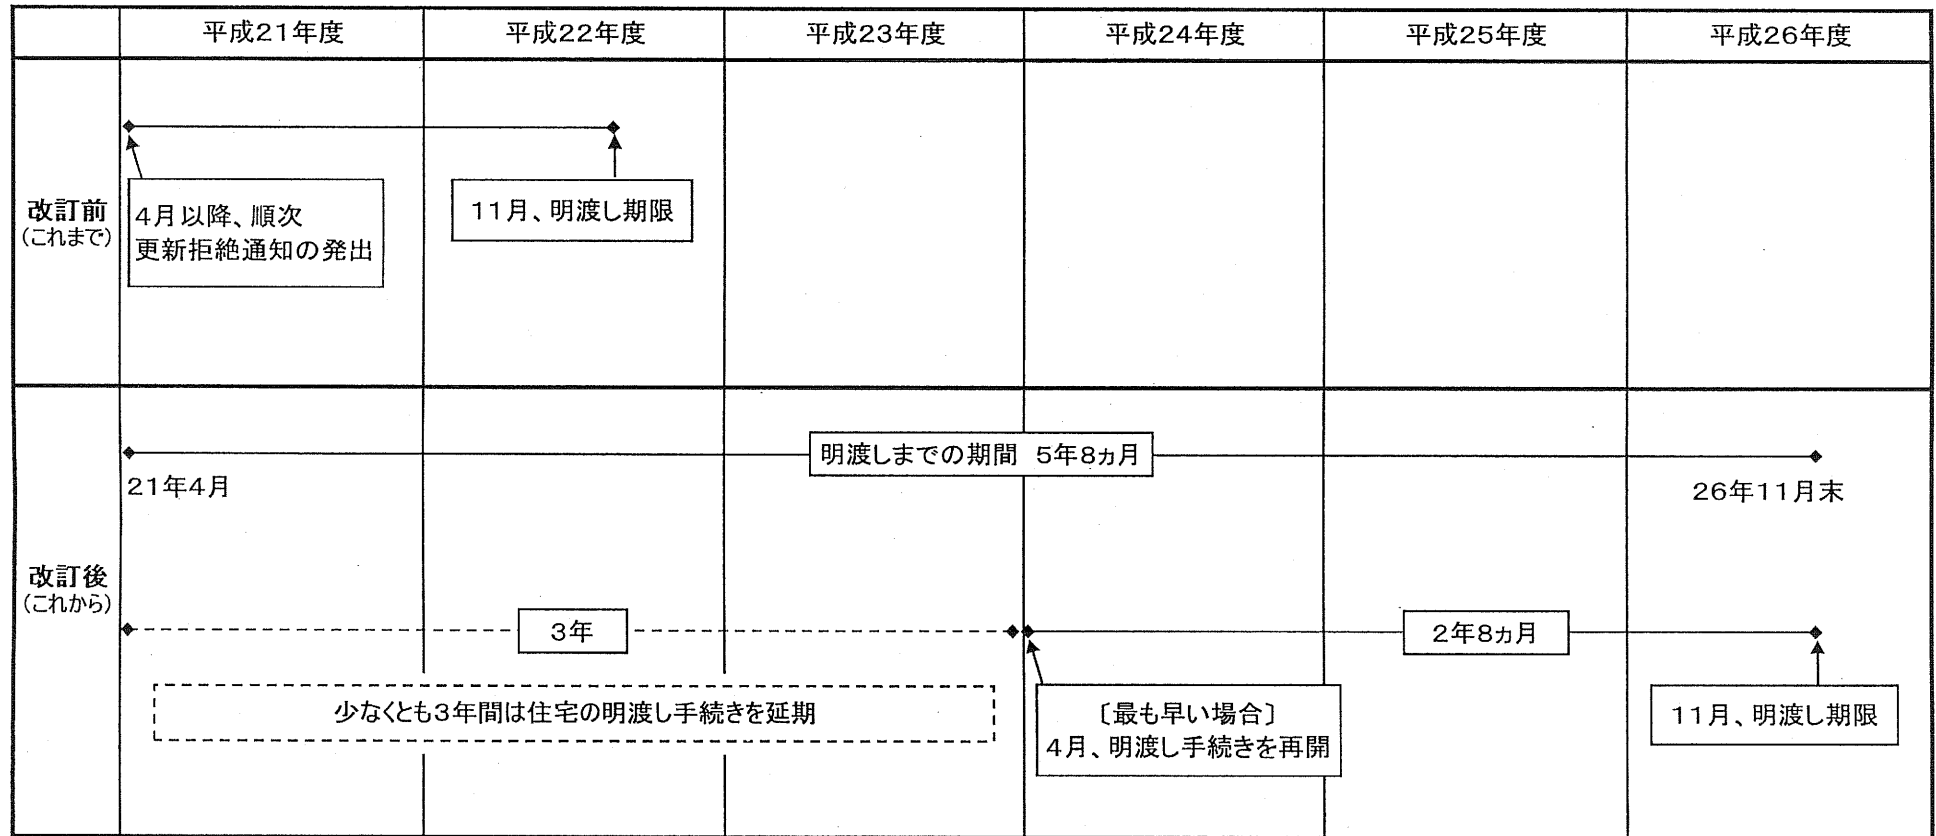 平成21年度
平成22年度
平成23年度
平成24年度
平成25年度
平成26年度
改訂前
(これまで)
4月以降、順次
更新拒絶通知の発出
11月、明渡し期限
改訂後
(これから)
明渡しまでの期間 5年8ヵ月
21年4月
26年11月末
3年
2年8ヵ月
少なくとも3年間は住宅の明渡し手続きを延期
〔最も早い場合〕
4月、明渡し手続きを再開
11月、明渡し期限